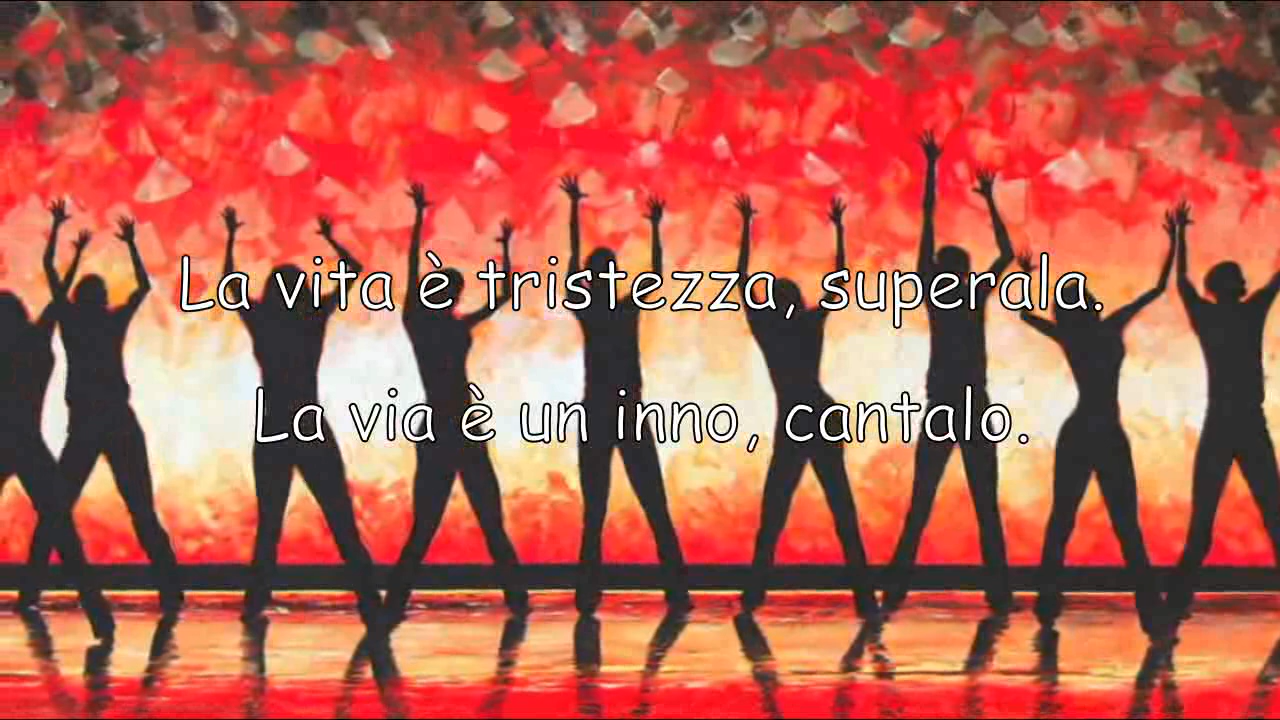 La vita è tristezza, superala.
La via è un inno, cantalo.